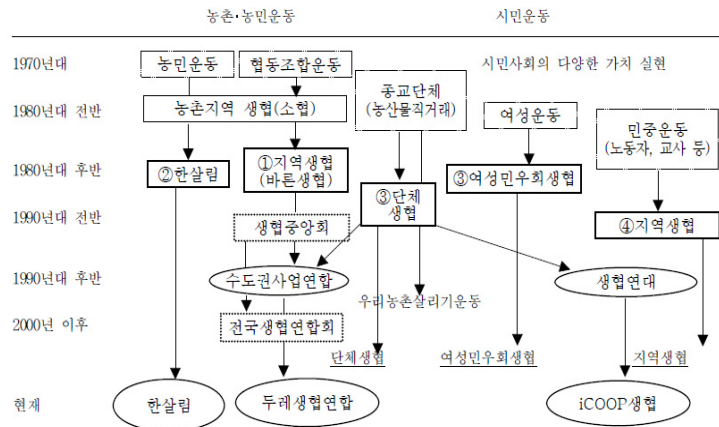 농촌·농민운동 시민운동
1970년대 농민운동 협동조합운동 시민사회의 다양한 가치 실현
종교단체
(농산물직거래)
1980년대 전반 농촌지역 생협(소협) 여성운동
민중운동
(노동자, 교사 등)
1980년대 후반 ②한살림 ①지역생협
(바른생협)
③여성민우회생협
③단체
생협
1990년대 전반 생협중앙회 ④지역생협
1990년대 후반 수도권사업연합 생협연대
우리농촌살리기운동
2000년 이후 전국생협연합회
단체생협 여성민우회생협 지역생협
현재 한살림 두레생협연합 iCOOP생협